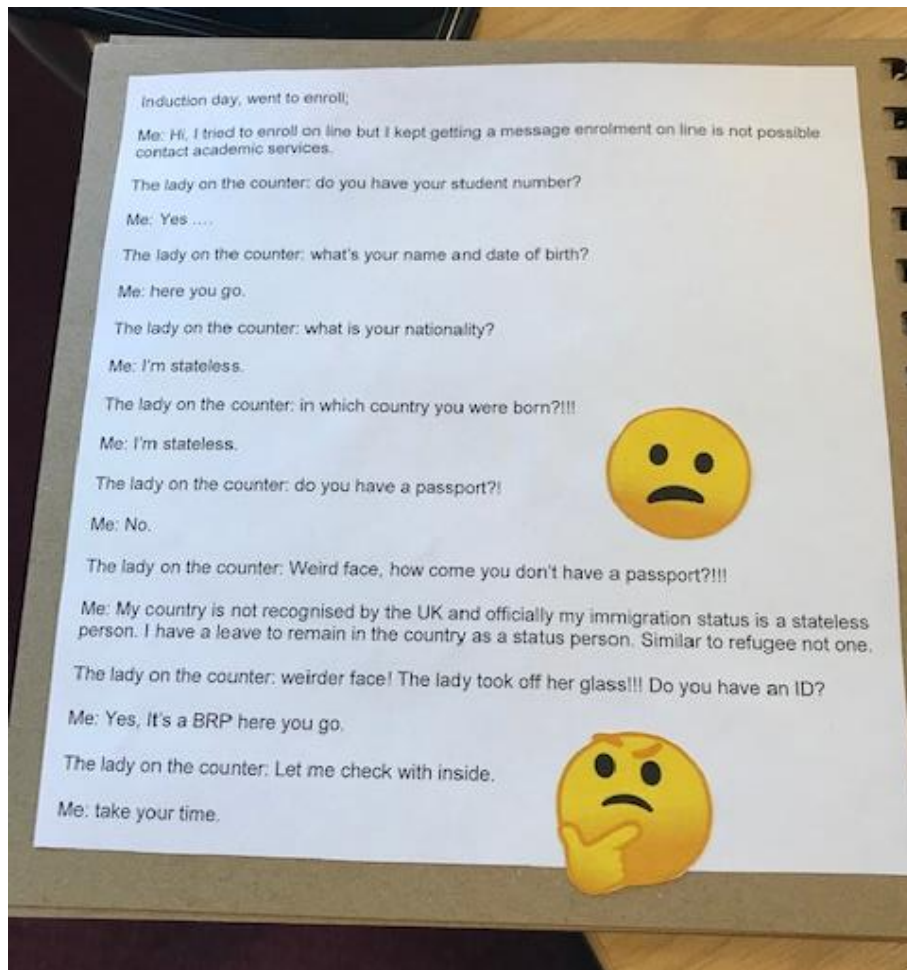 Induction day, went to enroll;
Me: Hi, I tried to enroll on line but I kept getting a message enrolment on line is not possible
contact academic services.
The lady on the counter: do you have your student number?
Me: Yes ....
The lady on the counter: what's your name and date of birth?
Me: here you go.
The lady on the counter: what is your nationality?
Me: I'm stateless.
The lady on the counter: in which country you were born?!!!
Me: I'm stateless.
The lady on the counter: do you have a passport?!
Me: No.
The lady on the counter: Weird face, how come you don't have a passport?!!!
Me: My country is not recognised by the UK and officially my immigration status is a stateless
person. I have a leave to remain in the country as a status person. Similar to refugee not one.
The lady on the counter: weirder face! The lady took off her glass!!! Do you have an ID?
Me: Yes, It's a BRP here you go.
The lady on the counter: Let me check with inside.
Me: take your time.